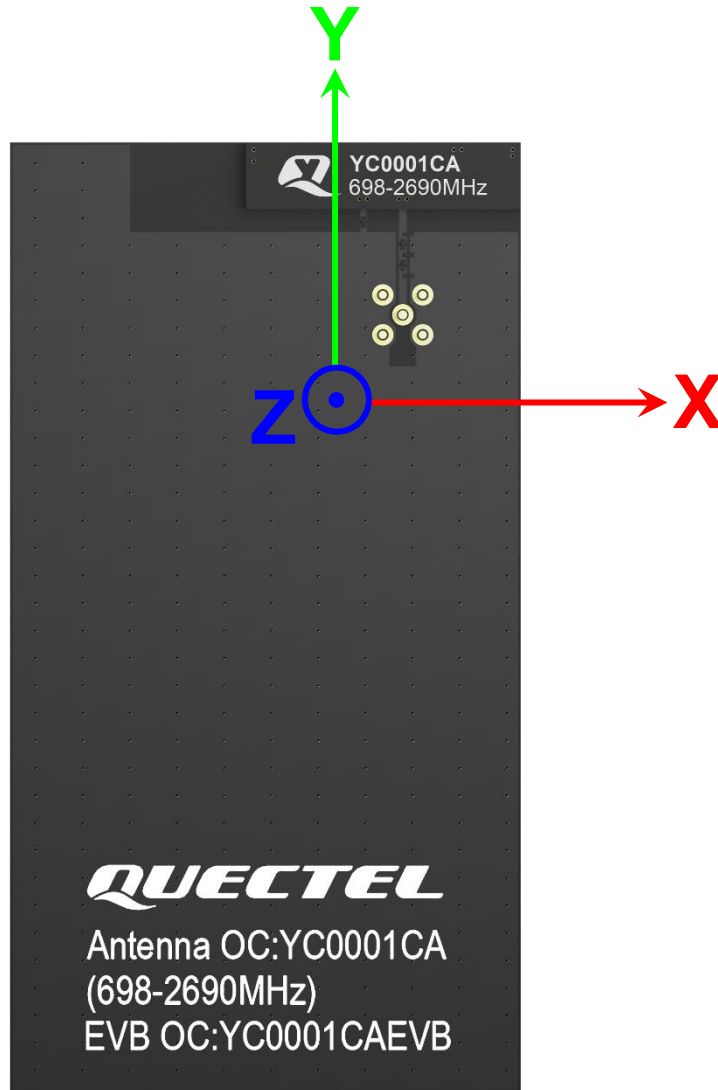 Y
YC0001CA
698-2690MHz
Z
X
QUECTEL
Antenna OC:YC0001CA
(698-2690MHz)
EVB OC:YC0001CAEVB